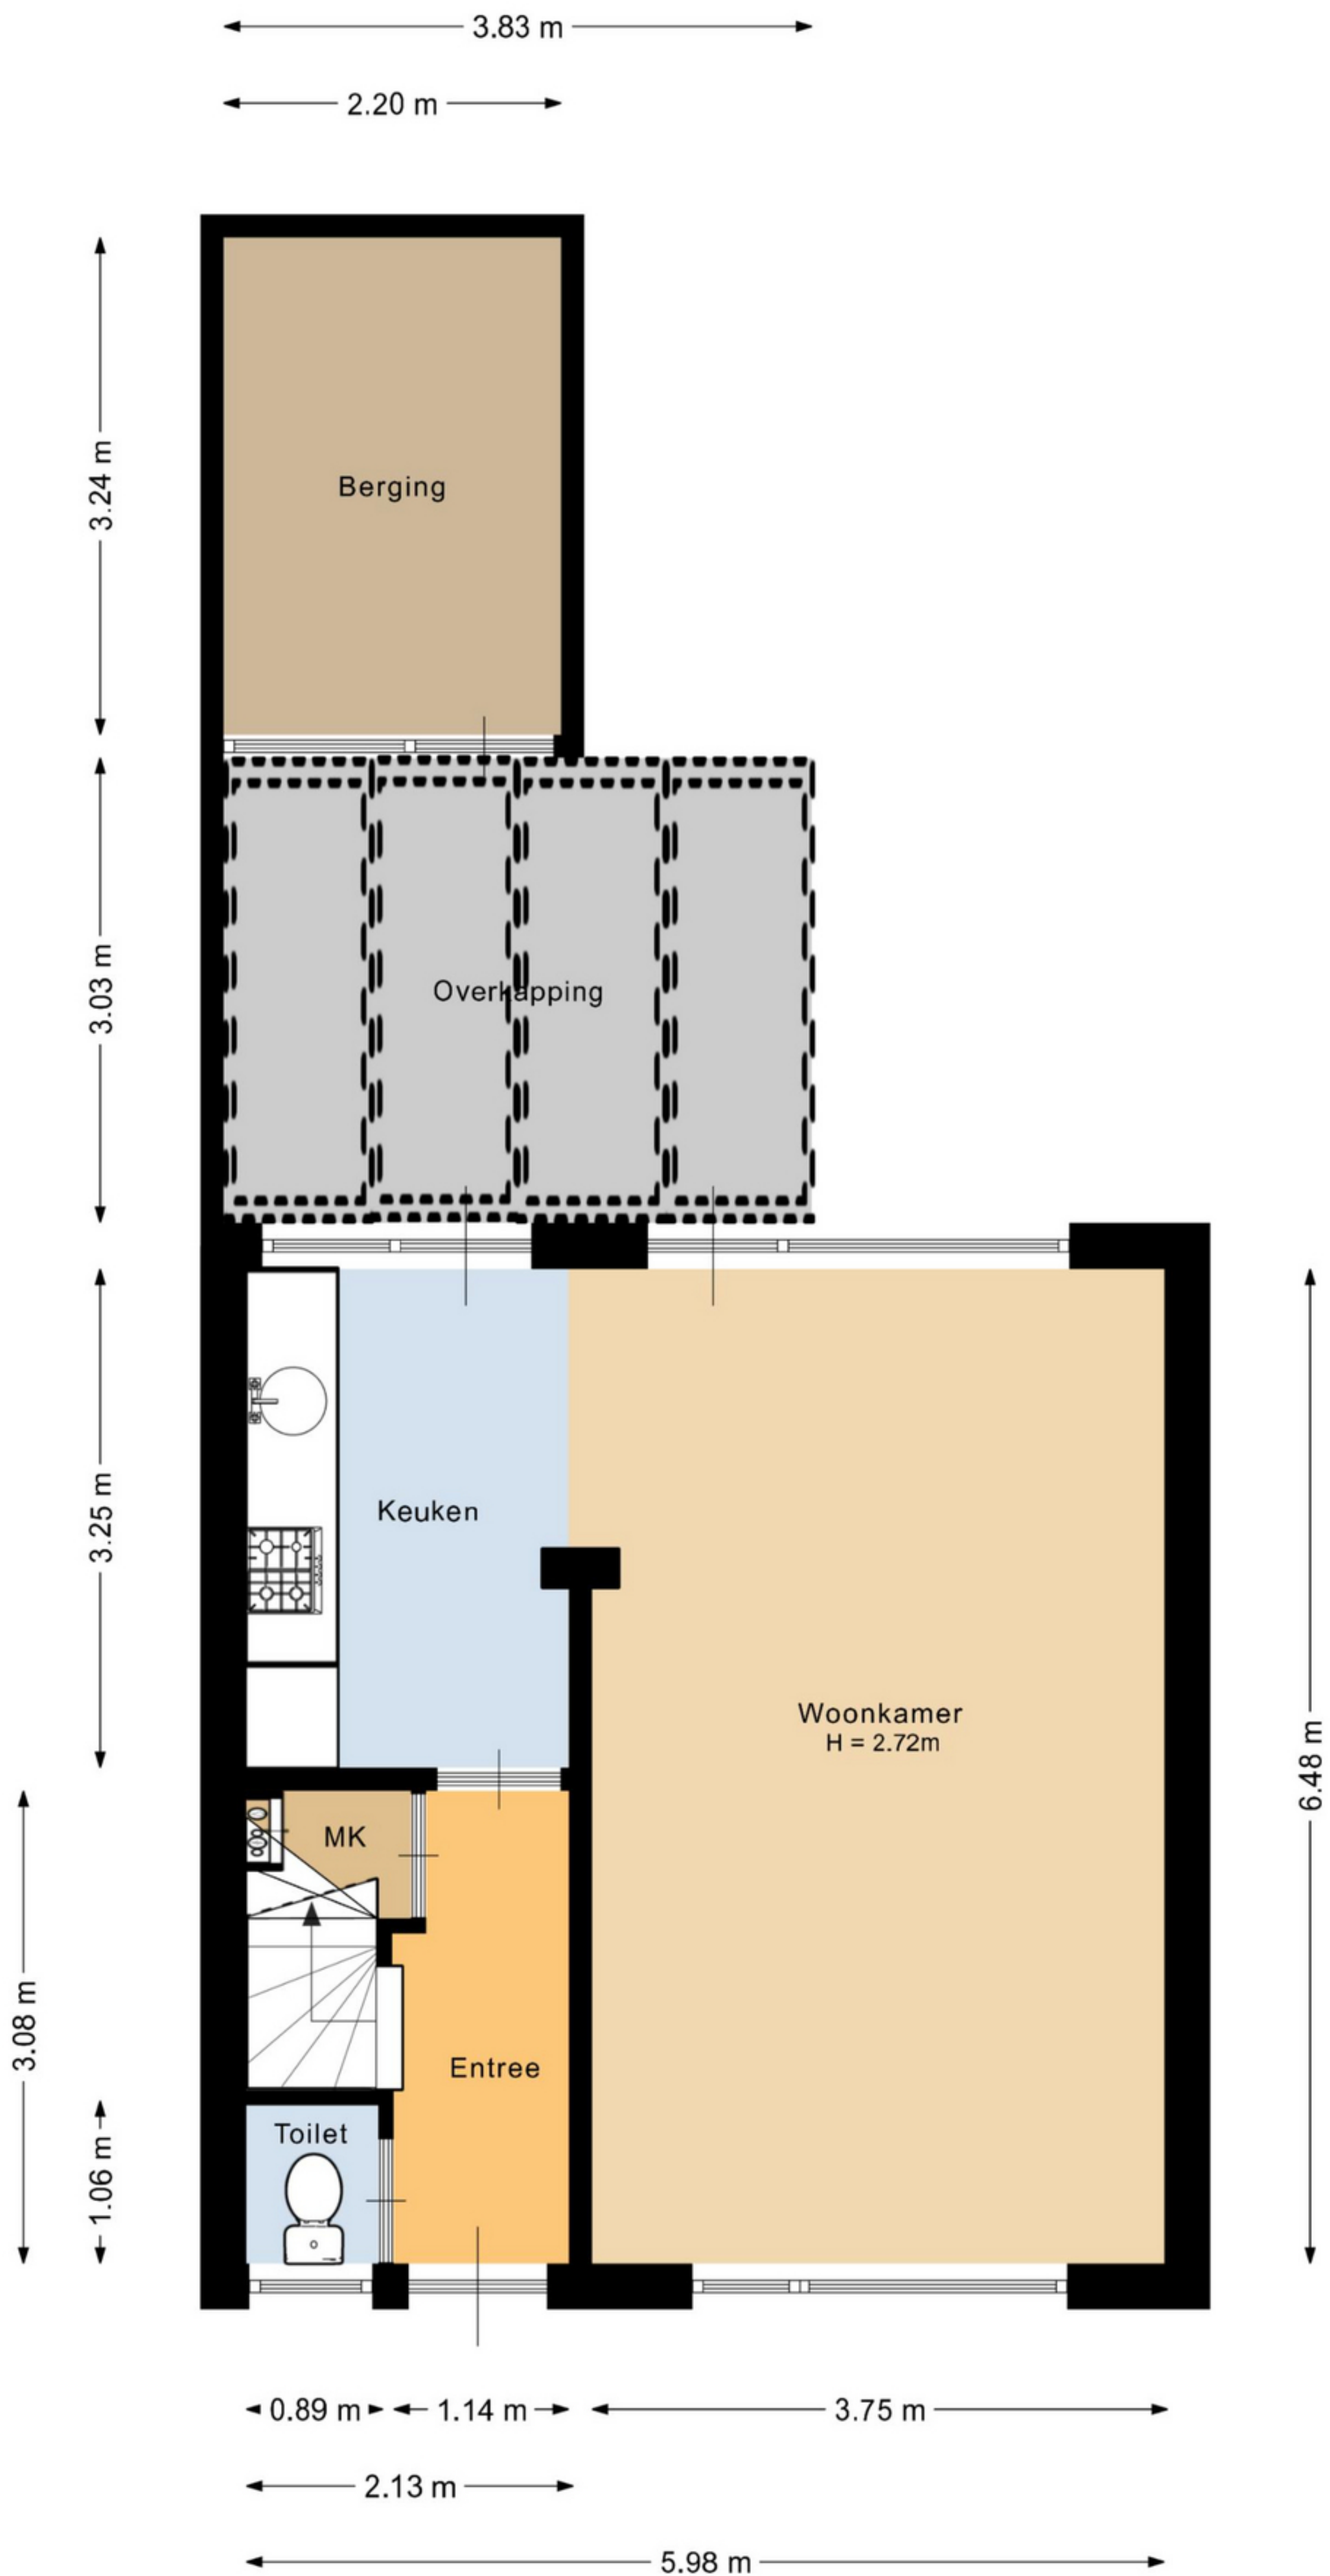 3.83 m
2.20 m
3.24 m
Berging
3.03 m
Overkapping
3.25 m
Keuken
Woonkamer
H = 2.72m
6.48 m
MK
3.08 m
Entree
Toilet
1.06 m
0.89 m
1.14 m
3.75 m
2.13 m
5.98 m